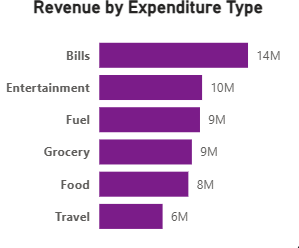 Revenue by Expenditure Type
Bills 14M
Entertainment 10M
Fuel 9M
Grocery 9M
Food 8M
Travel 6M